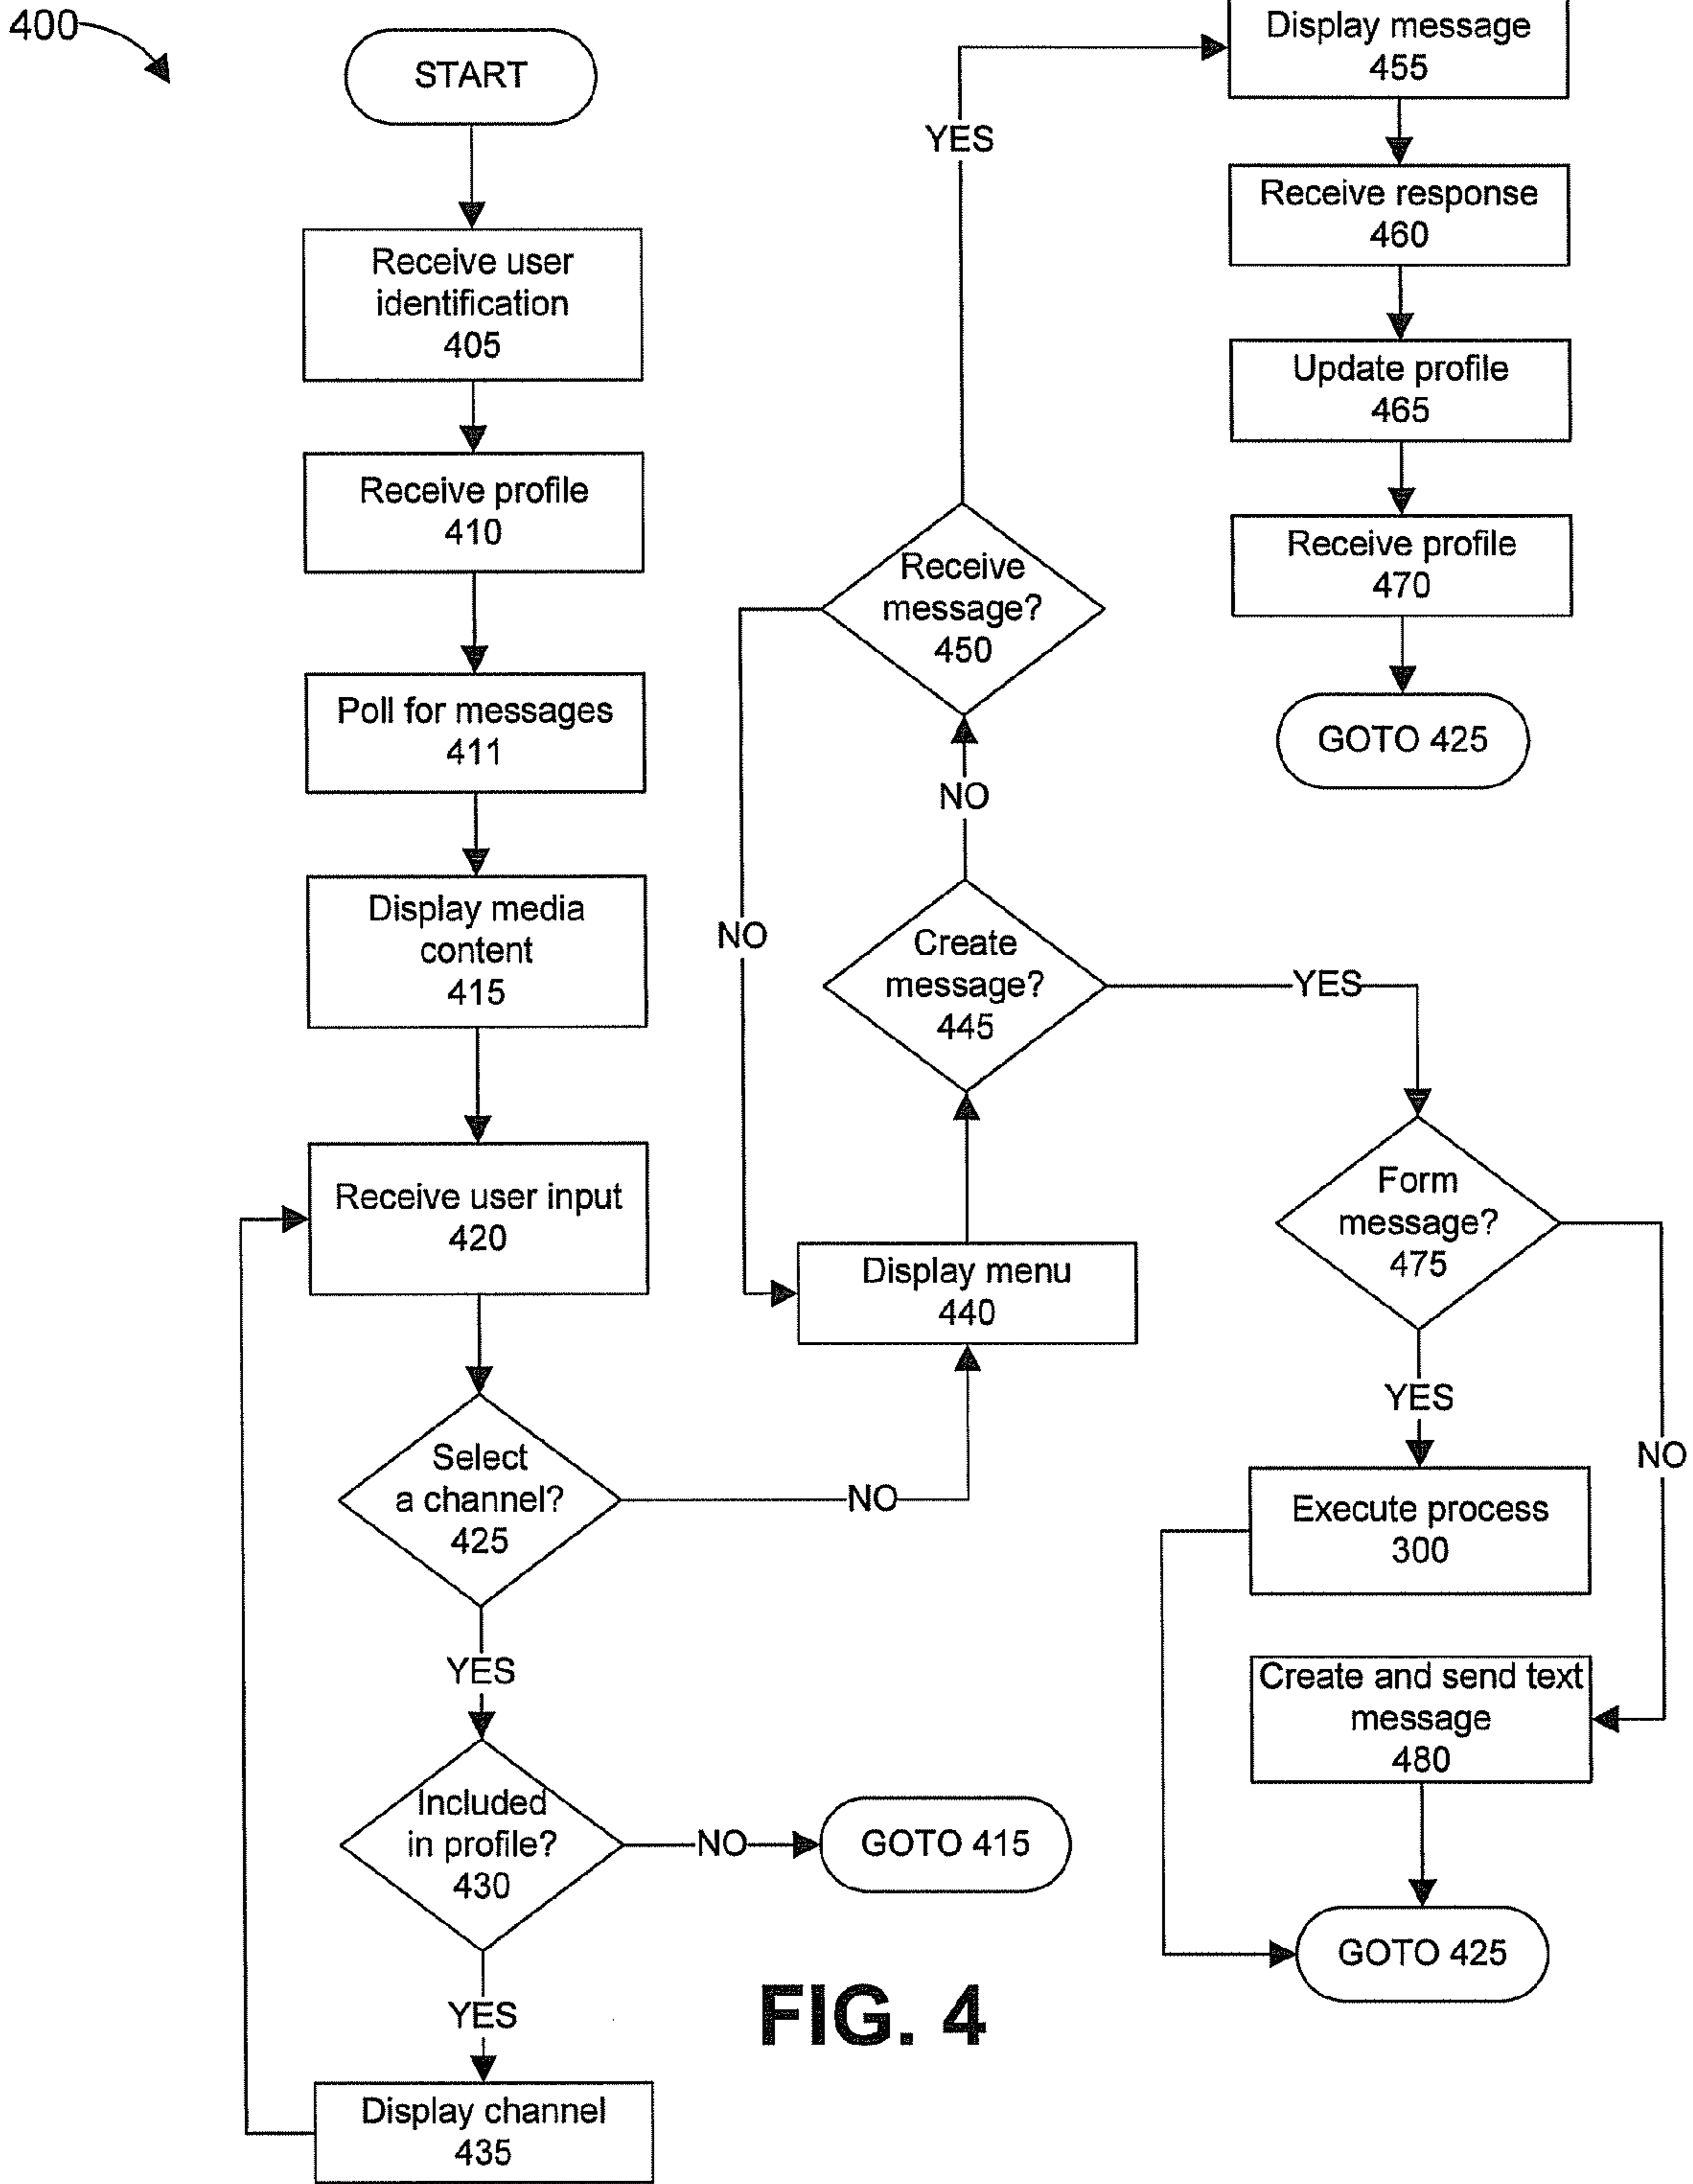 400
START
Receive user
identification
405
Receive profile
410
Poll for messages
411
Display media
content
415
Receive user input
420
Select
a channel?
425
NO
YES
Included
in profile?
430
NO
GOTO 415
YES
Display channel
435
Display menu
440
Create
message?
445
NO
YES
Receive
message?
450
NO
YES
Display message
455
Receive response
460
Update profile
465
Receive profile
470
GOTO 425
Form
message?
475
YES
NO
Execute process
300
Create and send text
message
480
GOTO 425
FIG. 4